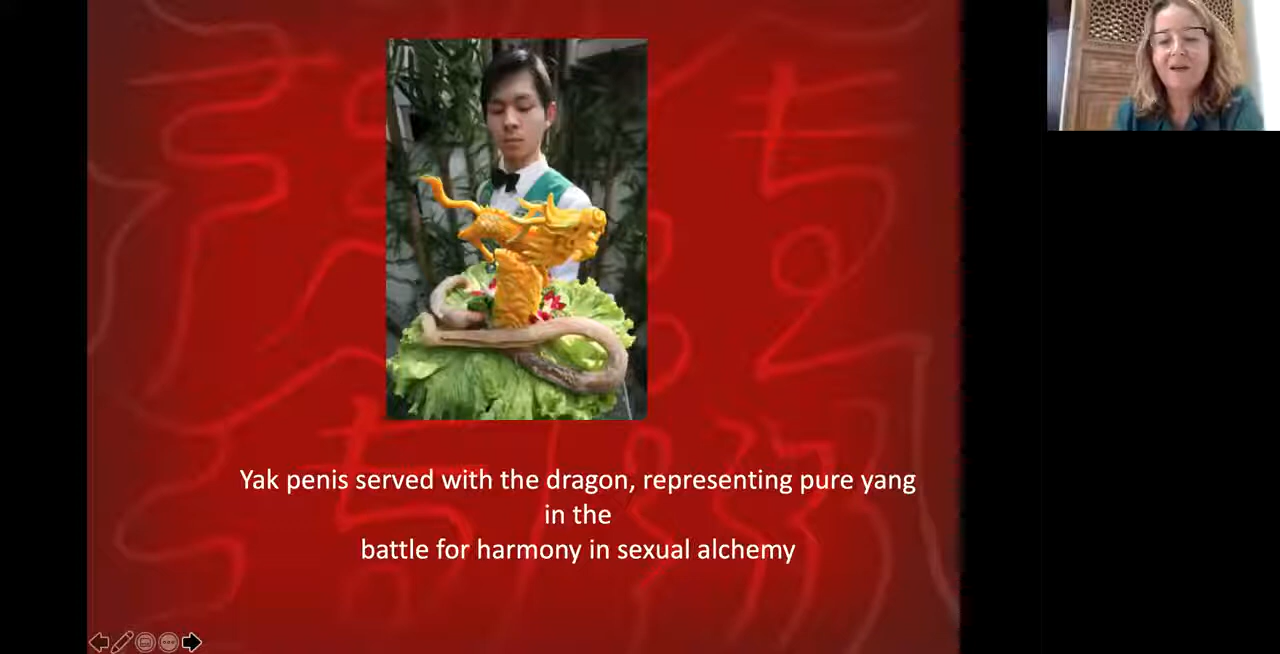 Yak penis served with the dragon, representing pure yang
in the
battle for harmony in sexual alchemy